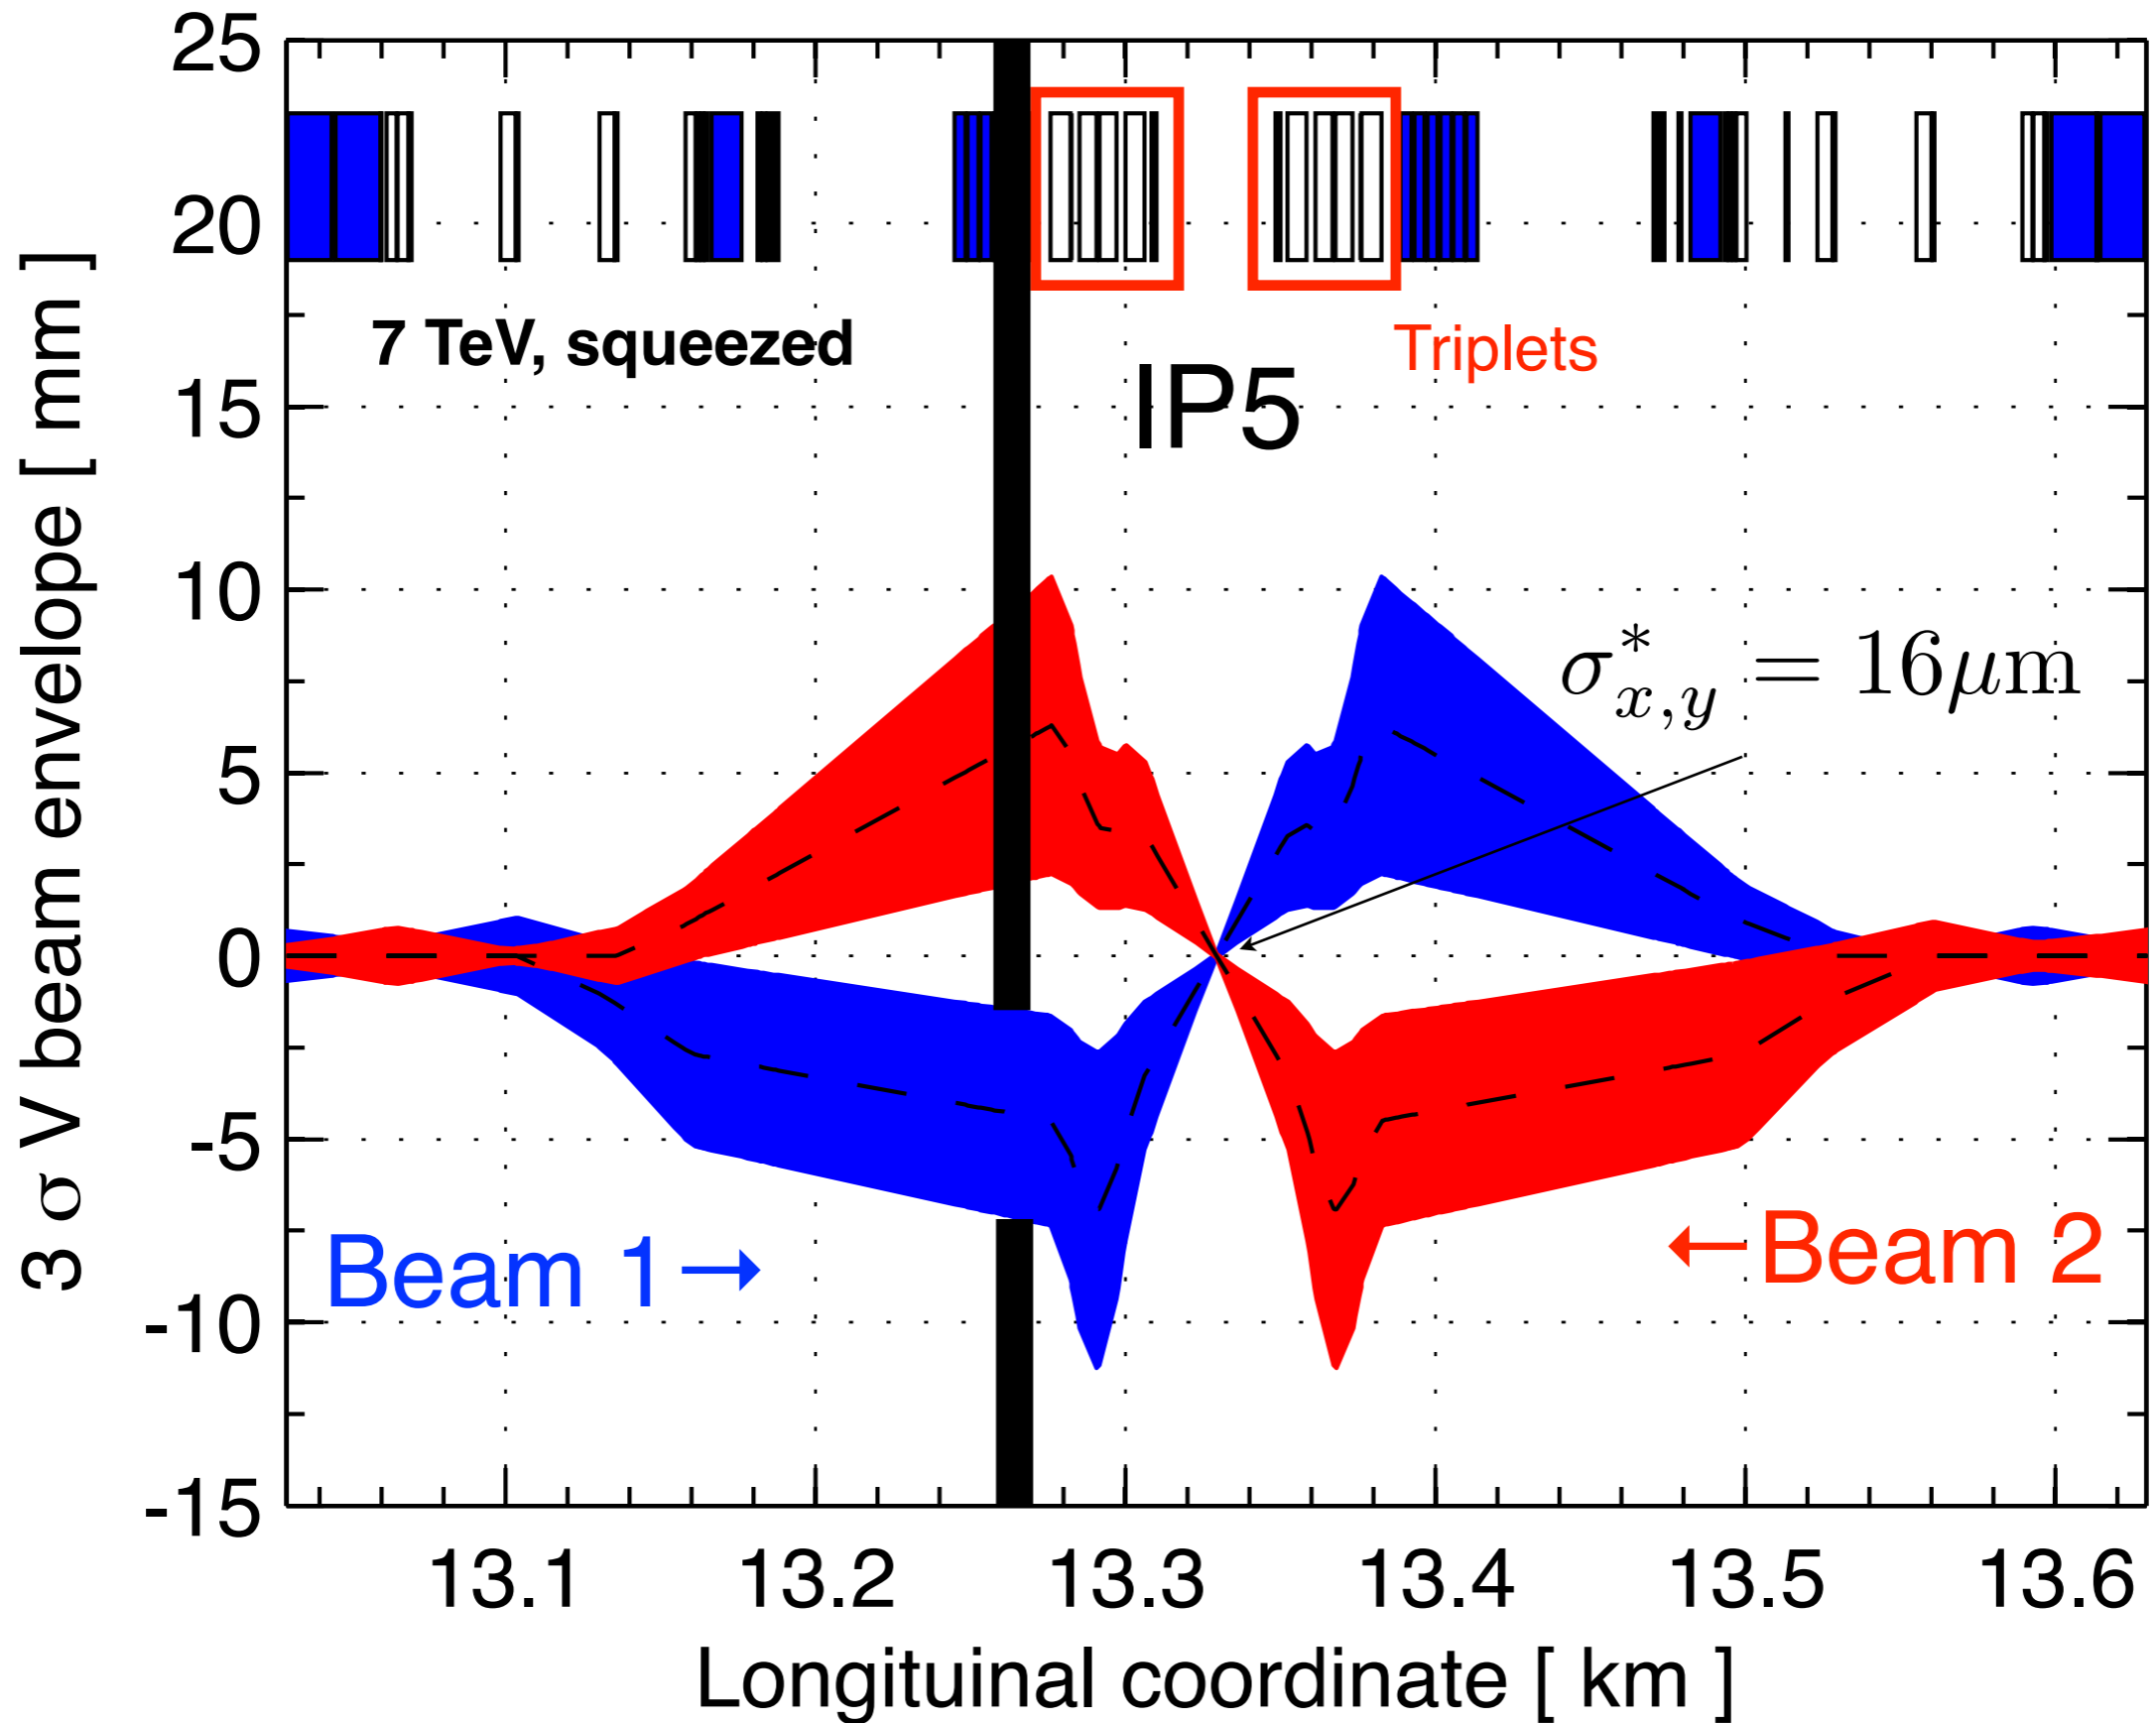 3 σ V beam envelope [ mm ]
25
20
15
10
5
0
-5
-10
-15
7 TeV, squeezed
Triplets
IP5
σ*x,y = 16μm
Beam 1→
←Beam 2
13.1 13.2 13.3 13.4 13.5 13.6
Longituinal coordinate [ km ]